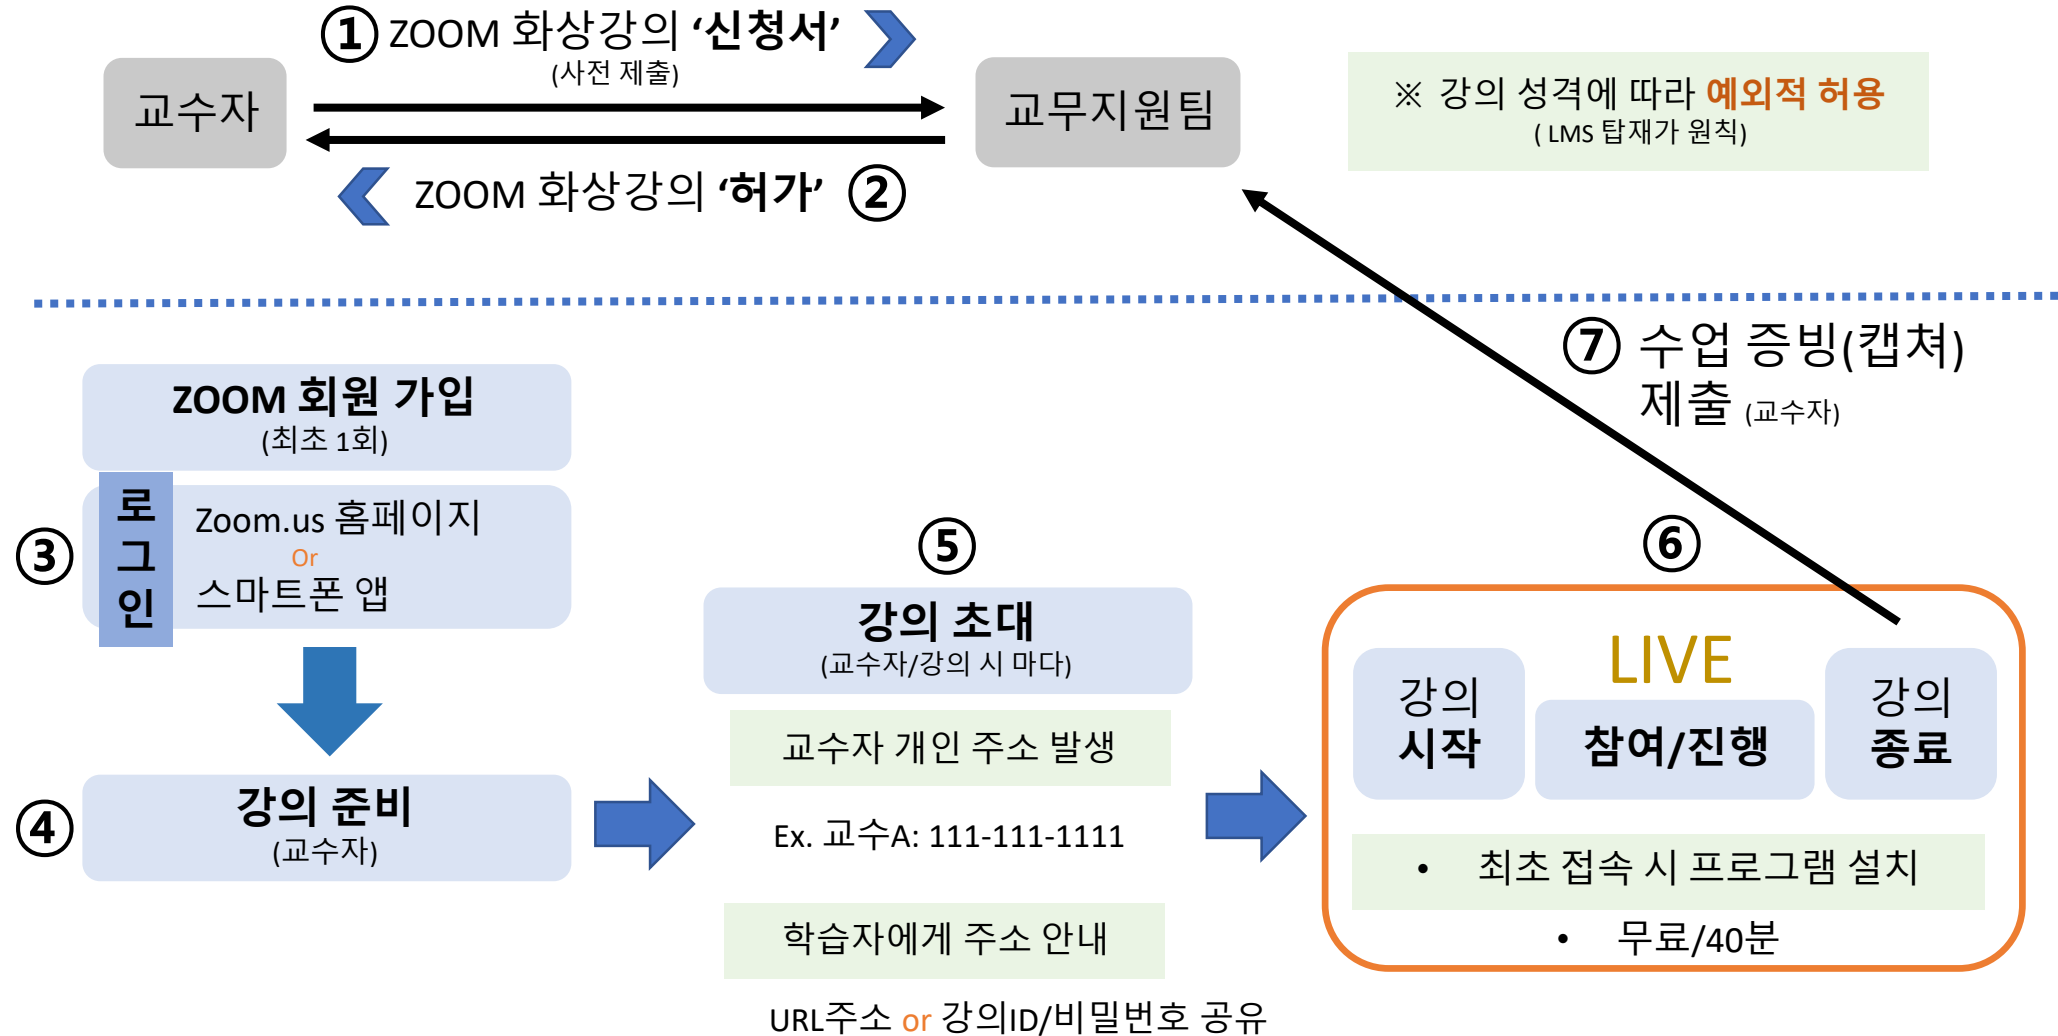 ① ZOOM 화상강의 ‘신청서’
(사전 제출)
교수자
교무지원팀
※ 강의 성격에 따라 예외적 허용
( LMS 탑재가 원칙)
ZOOM 화상강의 ‘허가’ ②
⑦ 수업 증빙(캡쳐)
제출 (교수자)
ZOOM 회원 가입
(최초 1회)
③
로그인
Zoom.us 홈페이지
Or
스마트폰 앱
④
강의 준비
(교수자)
⑤
강의 초대
(교수자/강의 시 마다)
교수자 개인 주소 발생
Ex. 교수A: 111-111-1111
학습자에게 주소 안내
URL주소 or 강의ID/비밀번호 공유
⑥
LIVE
강의
시작
참여/진행
강의
종료
• 최초 접속 시 프로그램 설치
• 무료/40분